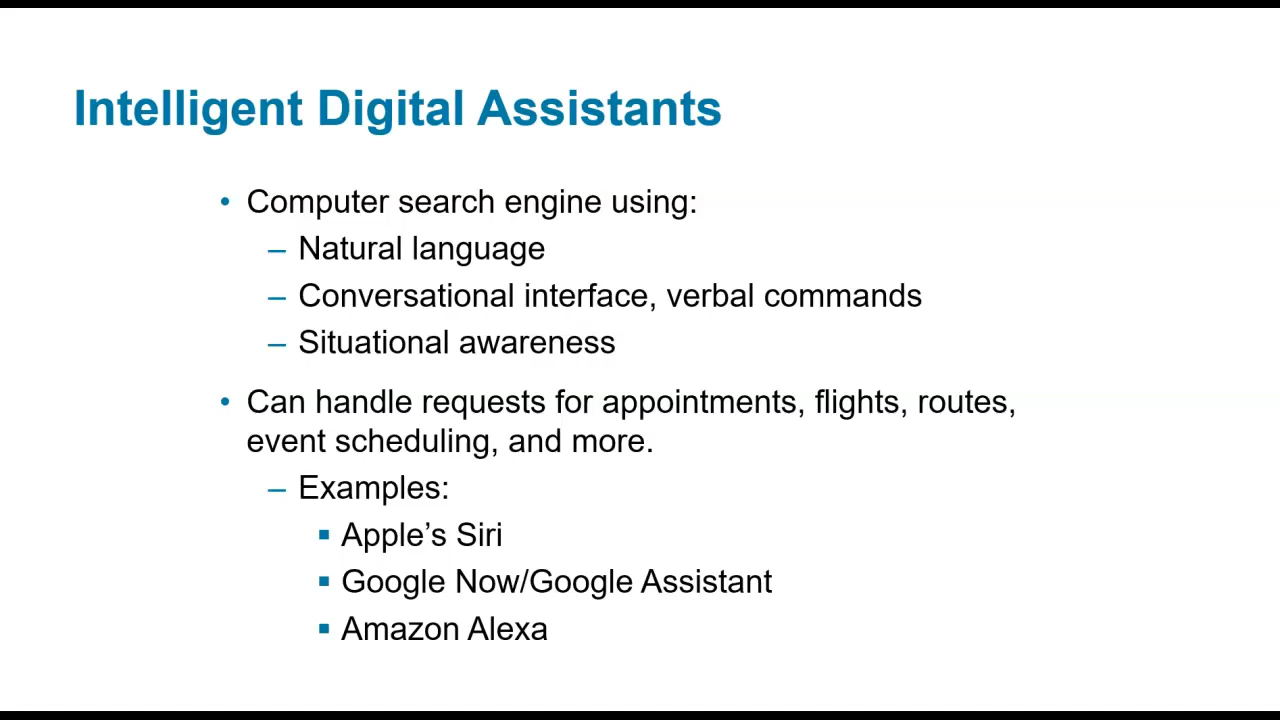 Intelligent Digital Assistants
• Computer search engine using:
– Natural language
– Conversational interface, verbal commands
– Situational awareness
• Can handle requests for appointments, flights, routes,
event scheduling, and more.
– Examples:
▪ Apple’s Siri
▪ Google Now/Google Assistant
▪ Amazon Alexa